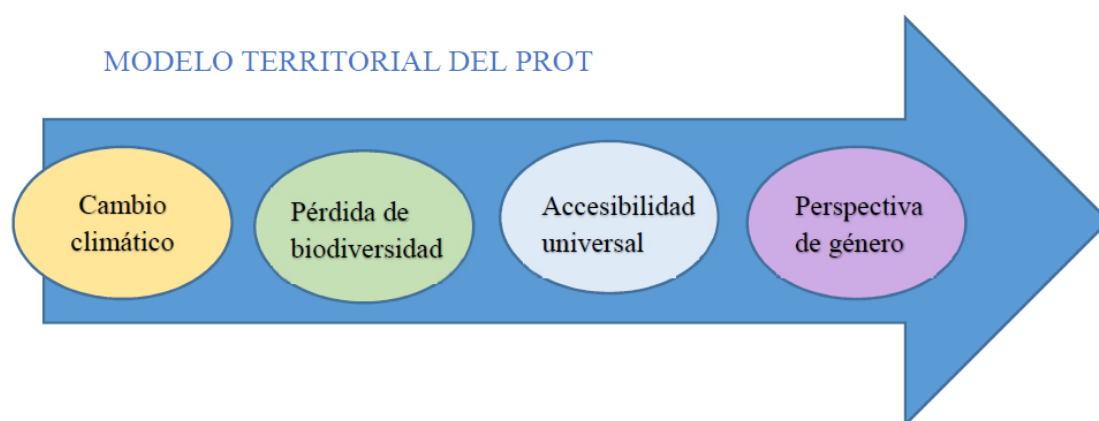 MODELO TERRITORIAL DEL PROT
Cambio
climático
Pérdida de
biodiversidad
Accesibilidad
universal
Perspectiva
de género